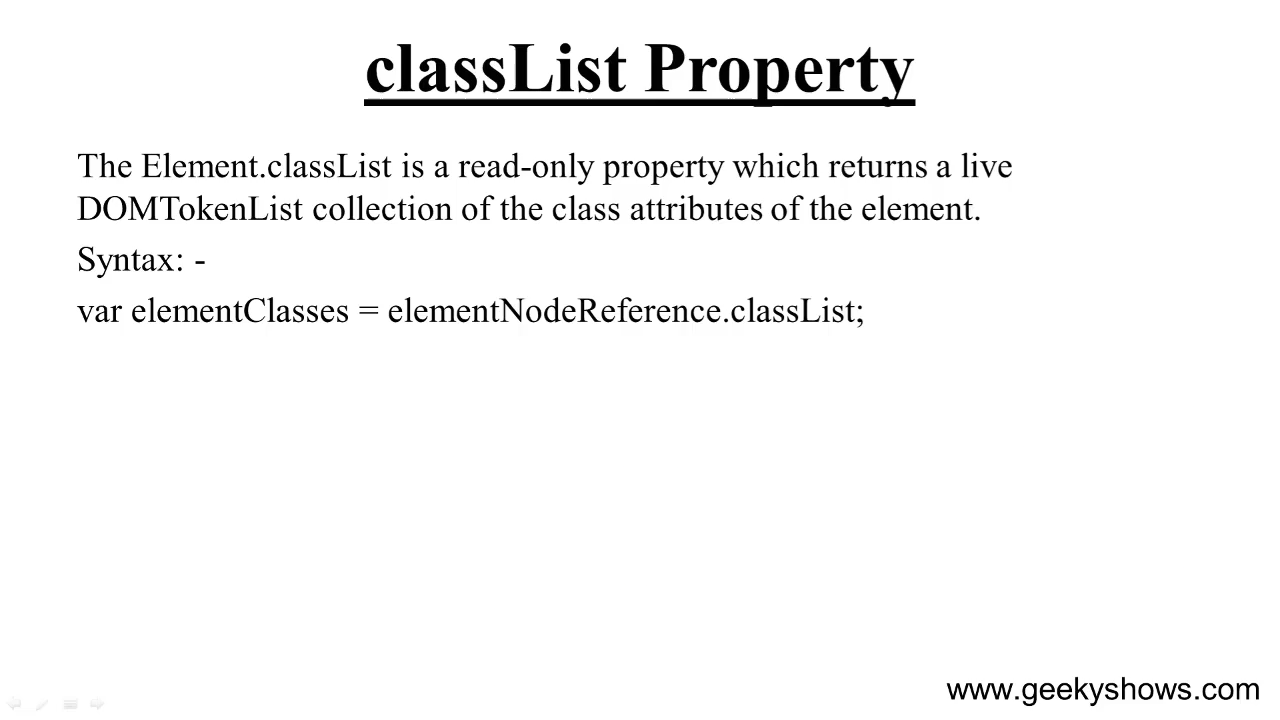 classList Property
The Element.classList is a read-only property which returns a live
DOMTokenList collection of the class attributes of the element.
Syntax: -
var elementClasses = elementNodeReference.classList;
www.geekyshows.com